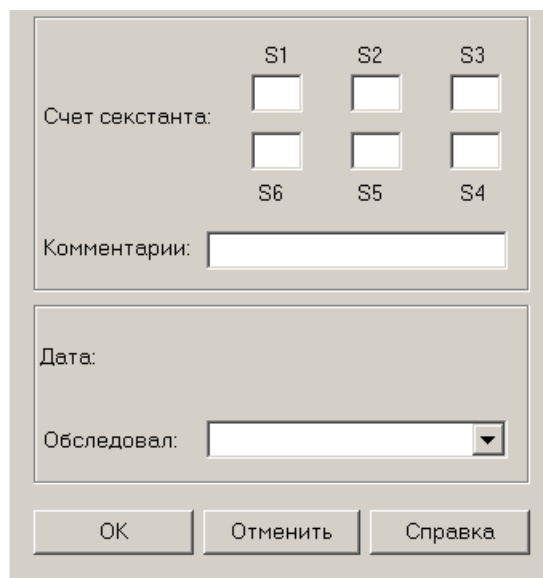 S1 S2 S3
Счет секстанта:
S6 S5 S4
Комментарии:
Дата:
Обследовал:
OK Отменить Справка